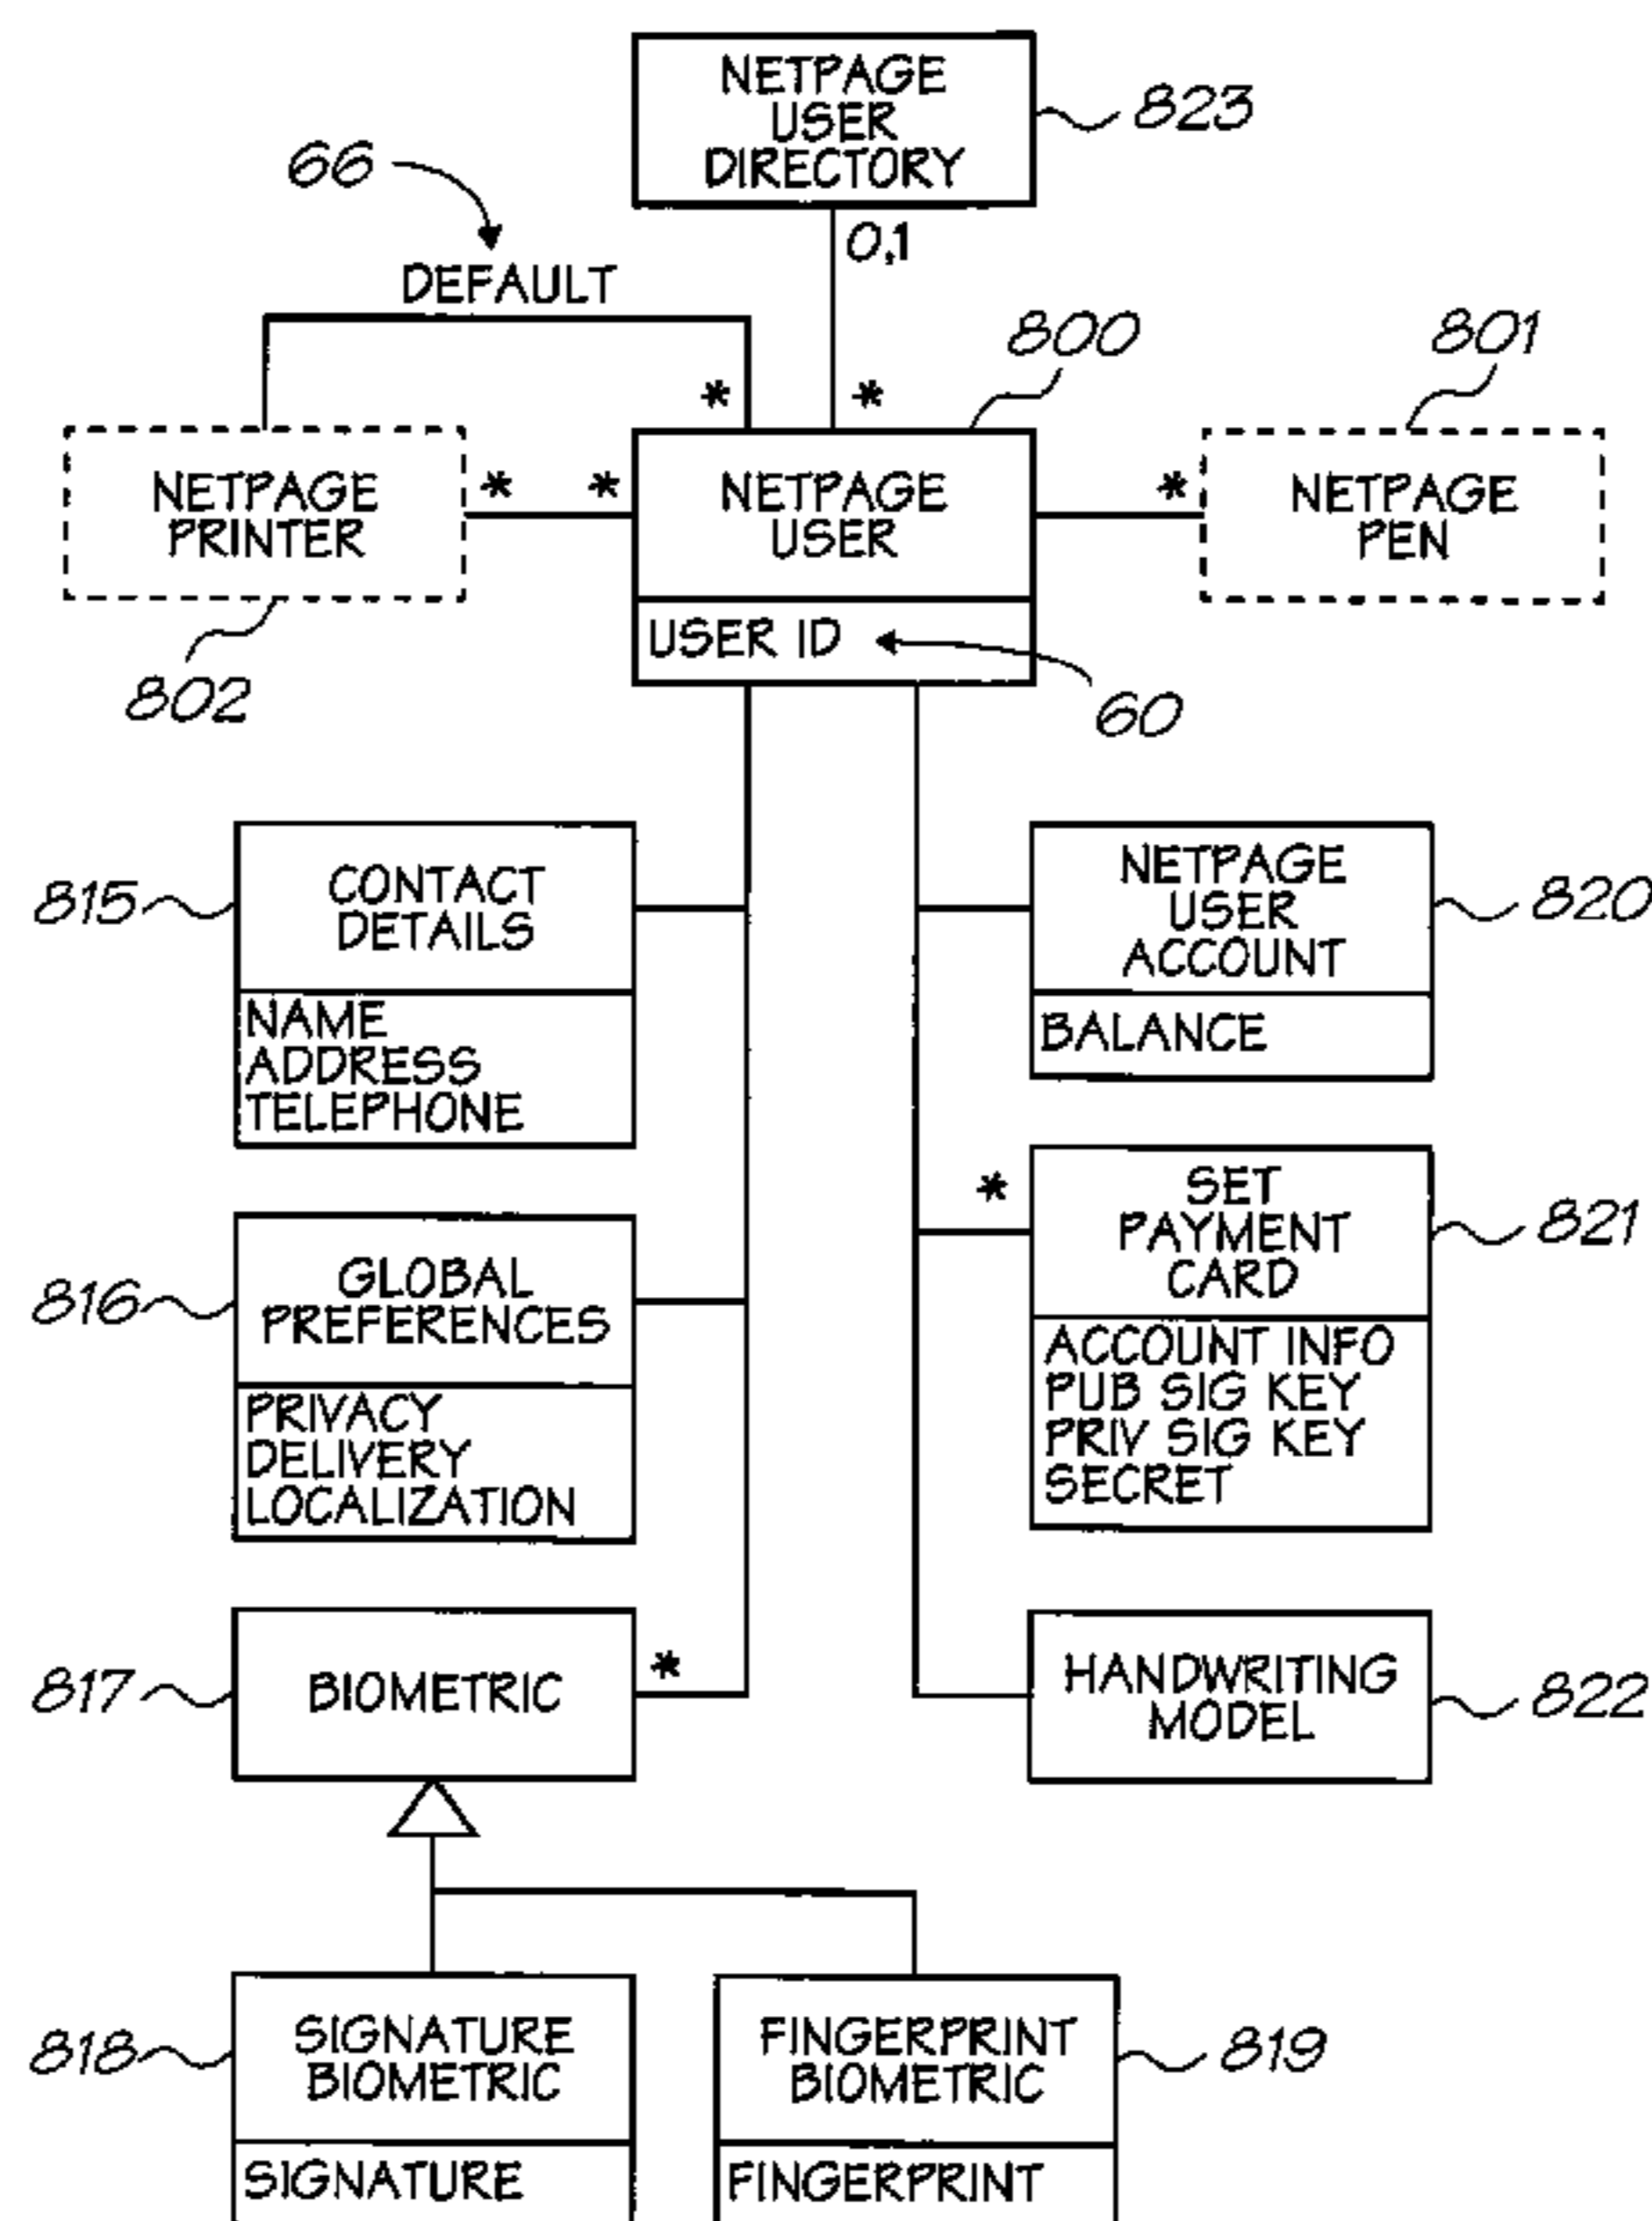 NETPAGE
USER
DIRECTORY
823
66
0,1
DEFAULT
800
801
*
*
NETPAGE
PRINTER
*
*
NETPAGE
USER
*
NETPAGE
PEN
USER ID
802
60
815
CONTACT
DETAILS
NAME
ADDRESS
TELEPHONE
NETPAGE
USER
ACCOUNT
820
BALANCE
816
GLOBAL
PREFERENCES
PRIVACY
DELIVERY
LOCALIZATION
*
SET
PAYMENT
CARD
821
ACCOUNT INFO
PUB SIG KEY
PRIV SIG KEY
SECRET
817
BIOMETRIC
*
HANDWRITING
MODEL
822
818
SIGNATURE
BIOMETRIC
SIGNATURE
FINGERPRINT
BIOMETRIC
819
FINGERPRINT